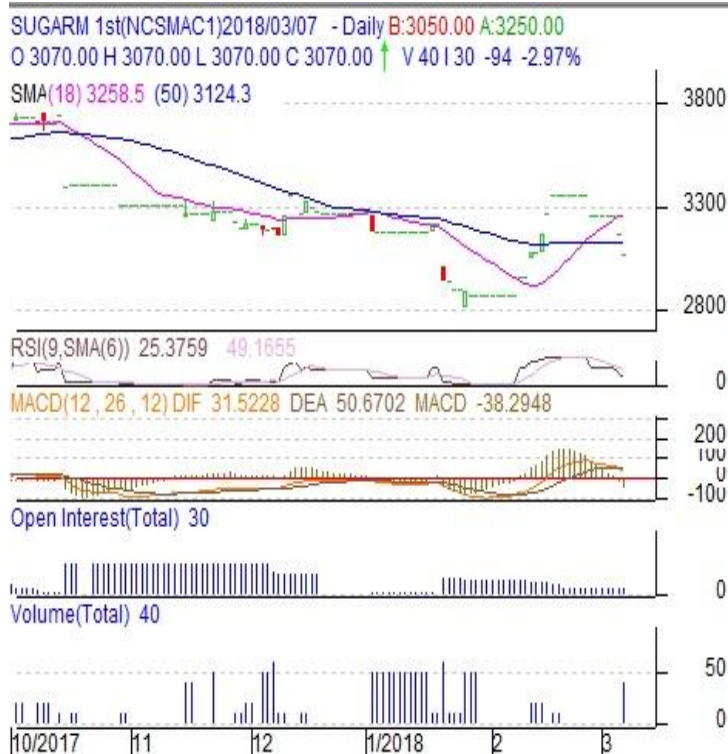 SUGARM 1st(NCSMAC1)2018/03/07 - Daily B:3050.00 A:3250.00
O 3070.00 H 3070.00 L 3070.00 C 3070.00 V 40 I 30 -94 -2.97%
SMA(18) 3258.5 (50) 3124.3
3800
3300
2800
RSI(9,SMA(6)) 25.3759 49.1655
0
MACD(12 , 26 , 12) DIF 31.5228 DEA 50.6702 MACD -38.2948
200
100
0
-100
Open Interest(Total) 30
0
Volume(Total) 40
50
0
10/2017 11 12 1/2018 2 3